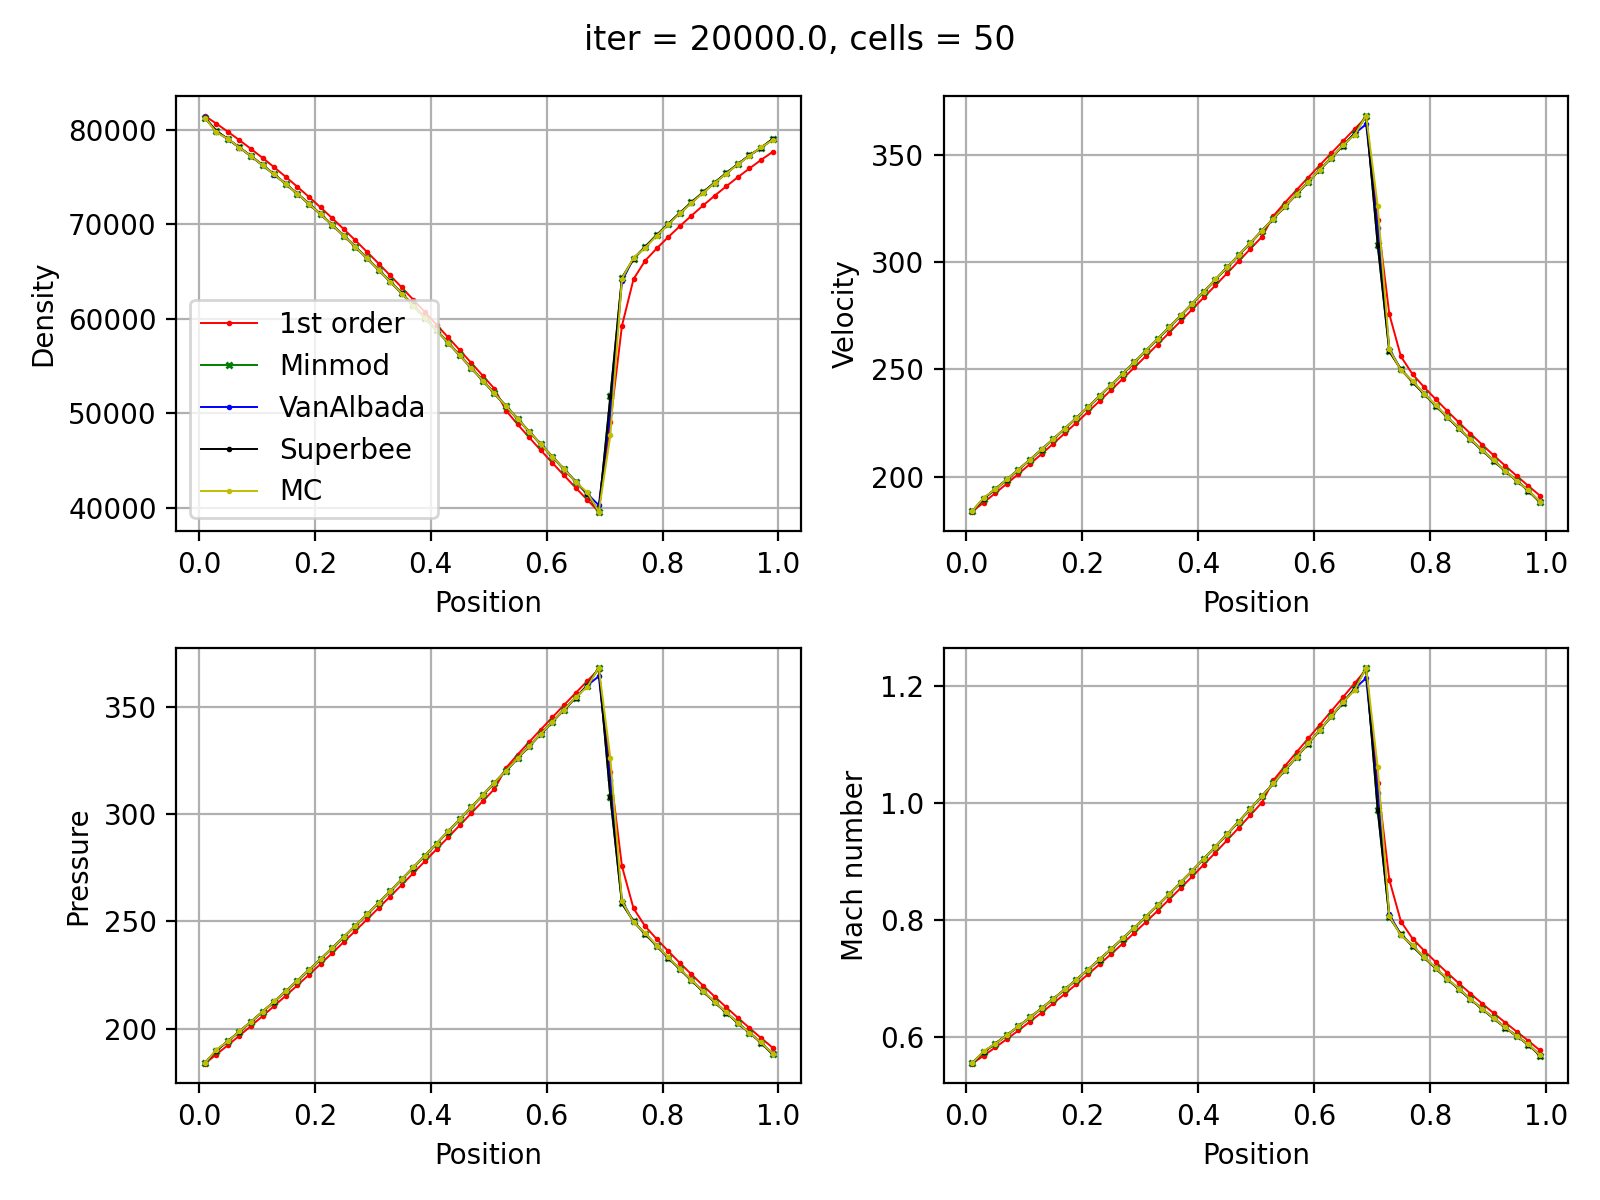 iter = 20000.0, cells = 50
80000
70000
60000
50000
40000
Density
1st order
Minmod
VanAlbada
Superbee
MC
0.0 0.2 0.4 0.6 0.8 1.0
Position
350
300
250
200
Velocity
0.0 0.2 0.4 0.6 0.8 1.0
Position
350
300
250
200
Pressure
0.0 0.2 0.4 0.6 0.8 1.0
Position
1.2
1.0
0.8
0.6
Mach number
0.0 0.2 0.4 0.6 0.8 1.0
Position